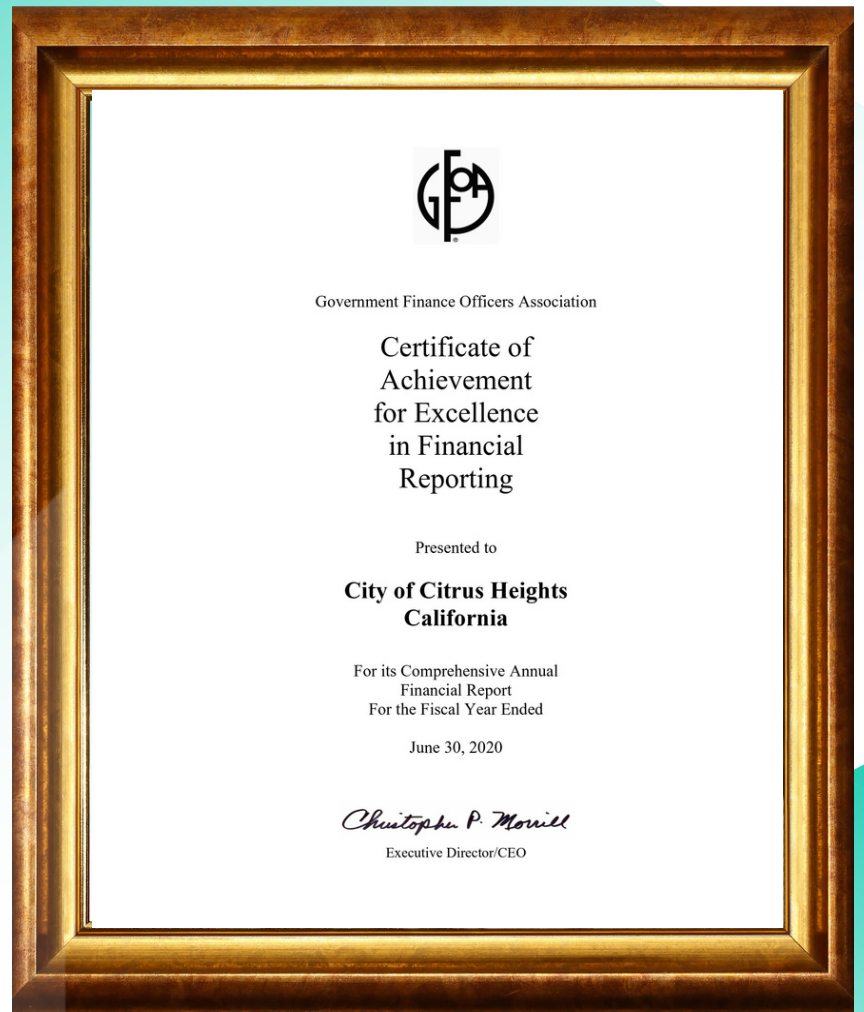 GFOA
Government Finance Officers Association
Certificate of
Achievement
for Excellence
in Financial
Reporting
Presented to
City of Citrus Heights
California
For its Comprehensive Annual
Financial Report
For the Fiscal Year Ended
June 30, 2020
Christopher P. Morrill
Executive Director/CEO